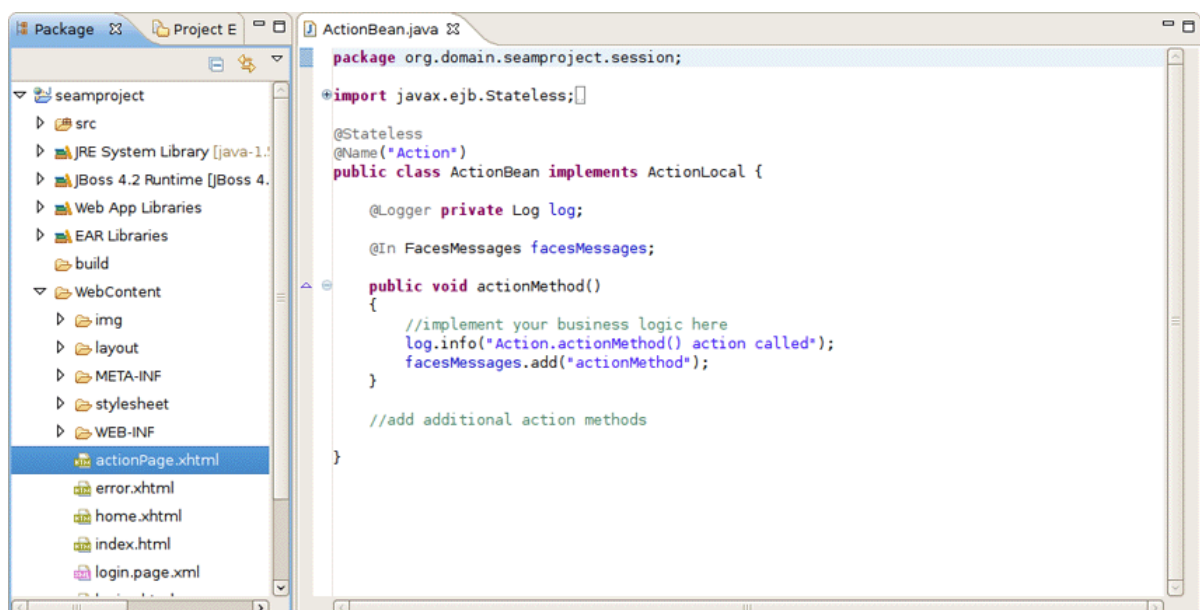 Package
Project E
seamproject
src
JRE System Library [java-1.5
JBoss 4.2 Runtime [JBoss 4.
Web App Libraries
EAR Libraries
build
WebContent
img
layout
META-INF
stylesheet
WEB-INF
actionPage.xhtml
error.xhtml
home.xhtml
index.html
login.page.xml
ActionBean.java
package org.domain.seamproject.session;
import javax.ejb.Stateless;
@Stateless
@Name("Action")
public class ActionBean implements ActionLocal {
@Logger private Log log;
@In FacesMessages facesMessages;
public void actionMethod()
{
//implement your business logic here
log.info("Action.actionMethod() action called");
facesMessages.add("actionMethod");
}
//add additional action methods
}